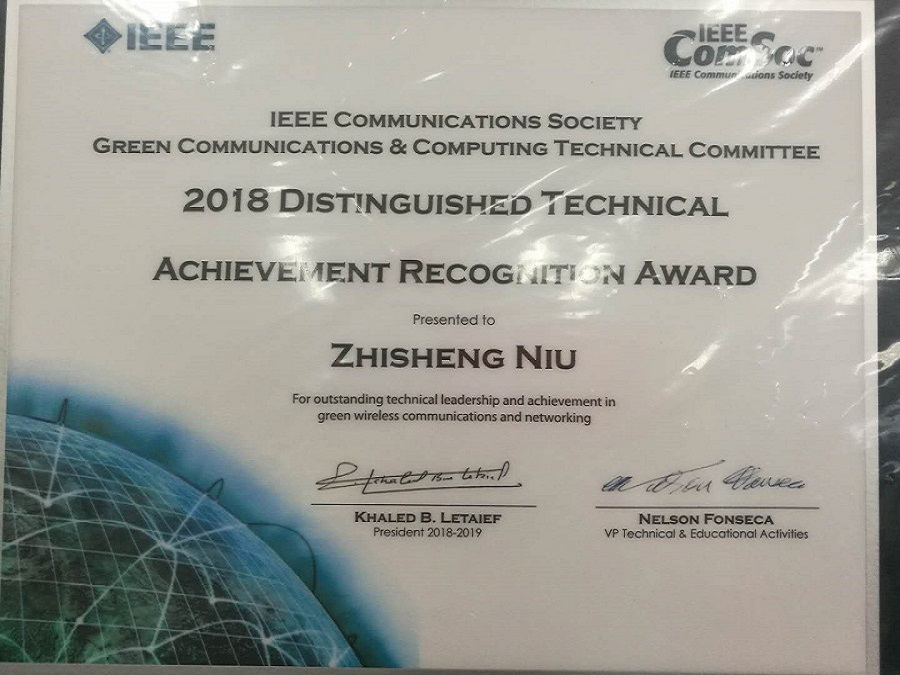 IEEE
IEEE
ComSoc™
IEEE Communications Society
IEEE COMMUNICATIONS SOCIETY
GREEN COMMUNICATIONS & COMPUTING TECHNICAL COMMITTEE
2018 DISTINGUISHED TECHNICAL
ACHIEVEMENT RECOGNITION AWARD
Presented to
ZHISHENG NIU
For outstanding technical leadership and achievement in
green wireless communications and networking
KHALED B. LETAIEF
President 2018-2019
NELSON FONSECA
VP Technical & Educational Activities